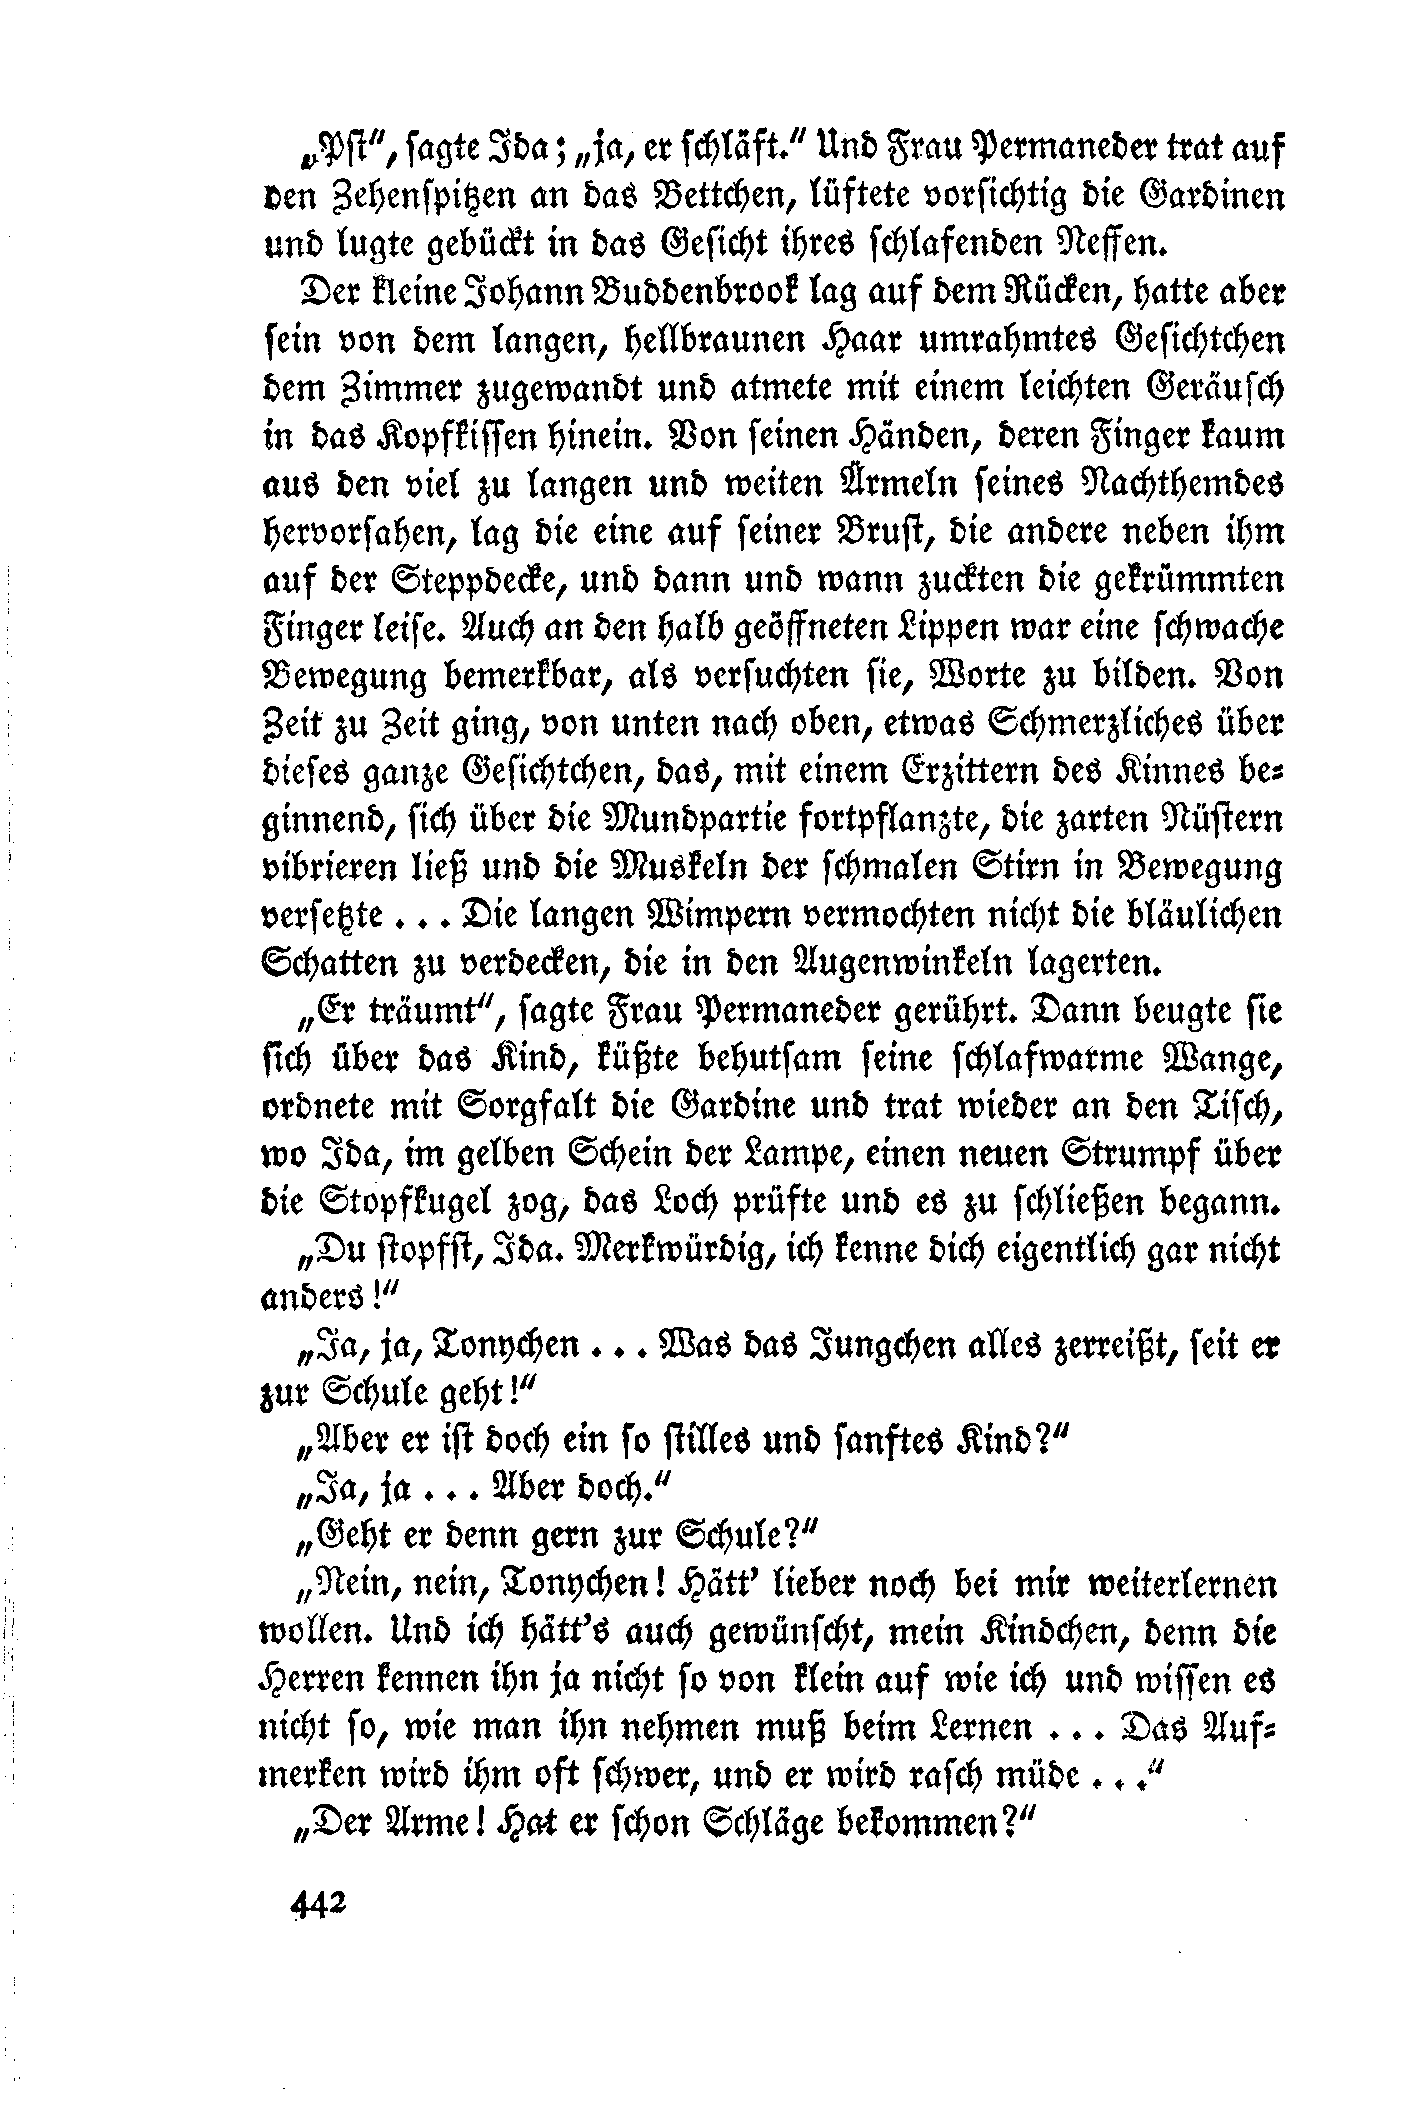 „Pst“, sagte Ida; „ja, er schläft.“ Und Frau Permaneder trat auf
den Zehenspitzen an das Bettchen, lüftete vorsichtig die Gardinen
und lugte gebückt in das Gesicht ihres schlafenden Neffen.
Der kleine Johann Buddenbrook lag auf dem Rücken, hatte aber
sein von dem langen, hellbraunen Haar umrahmtes Gesichtchen
dem Zimmer zugewandt und atmete mit einem leichten Geräusch
in das Kopfkissen hinein. Von seinen Händen, deren Finger kaum
aus den viel zu langen und weiten Ärmeln seines Nachthemdes
hervorsahen, lag die eine auf seiner Brust, die andere neben ihm
auf der Steppdecke, und dann und wann zuckten die gekrümmten
Finger leise. Auch an den halb geöffneten Lippen war eine schwache
Bewegung bemerkbar, als versuchten sie, Worte zu bilden. Von
Zeit zu Zeit ging, von unten nach oben, etwas Schmerzliches über
dieses ganze Gesichtchen, das, mit einem Erzittern des Kinnes be-
ginnend, sich über die Mundpartie fortpflanzte, die zarten Nüstern
vibrieren ließ und die Muskeln der schmalen Stirn in Bewegung
versetzte . . . Die langen Wimpern vermochten nicht die bläulichen
Schatten zu verdecken, die in den Augenwinkeln lagerten.
„Er träumt“, sagte Frau Permaneder gerührt. Dann beugte sie
sich über das Kind, küßte behutsam seine schlafwarme Wange,
ordnete mit Sorgfalt die Gardine und trat wieder an den Tisch,
wo Ida, im gelben Schein der Lampe, einen neuen Strumpf über
die Stopfkugel zog, das Loch prüfte und es zu schließen begann.
„Du stopfst, Ida. Merkwürdig, ich kenne dich eigentlich gar nicht
anders!“
„Ja, ja, Tonychen . . . Was das Jungchen alles zerreißt, seit er
zur Schule geht!“
„Aber er ist doch ein so stilles und sanftes Kind?“
„Ja, ja . . . Aber doch.“
„Geht er denn gern zur Schule?“
„Nein, nein, Tonychen! Hätt’ lieber noch bei mir weiterlernen
wollen. Und ich hätt’s auch gewünscht, mein Kindchen, denn die
Herren kennen ihn ja nicht so von klein auf wie ich und wissen es
nicht so, wie man ihn nehmen muß beim Lernen . . . Das Auf-
merken wird ihm oft schwer, und er wird rasch müde . . .“
„Der Arme! Hat er schon Schläge bekommen?“
442